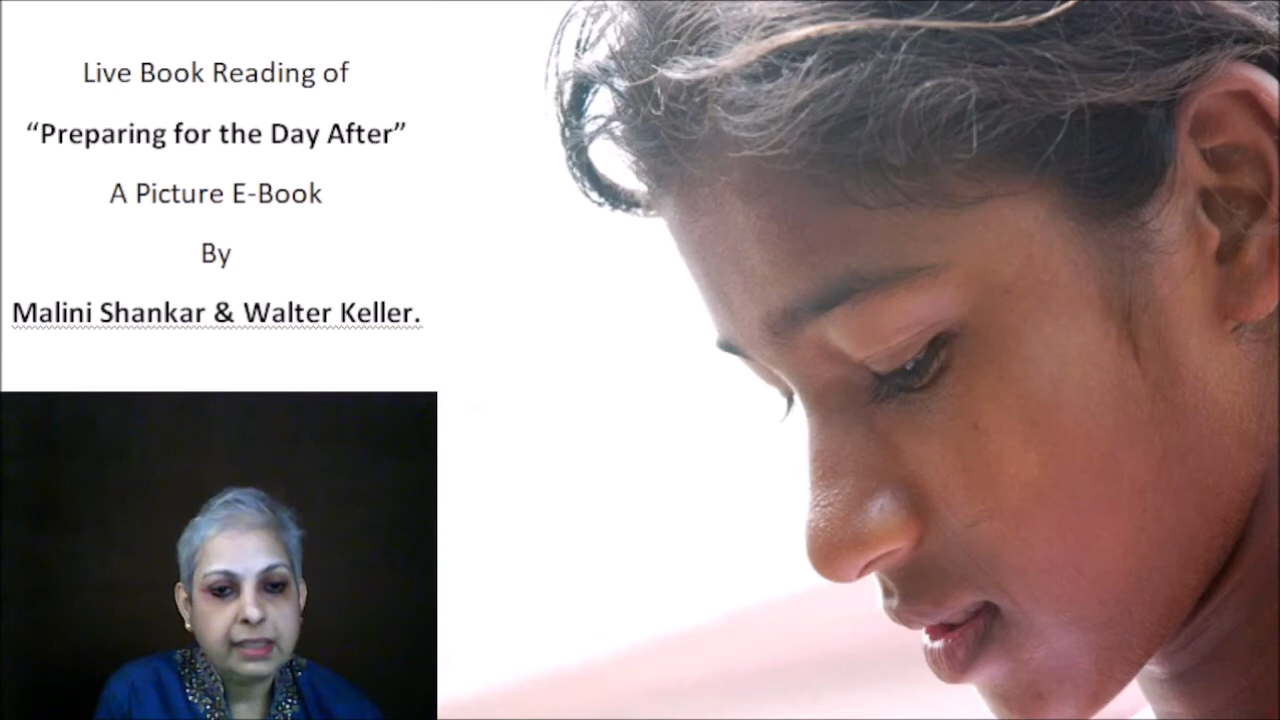 Live Book Reading of
“Preparing for the Day After”
A Picture E-Book
By
Malini Shankar & Walter Keller.